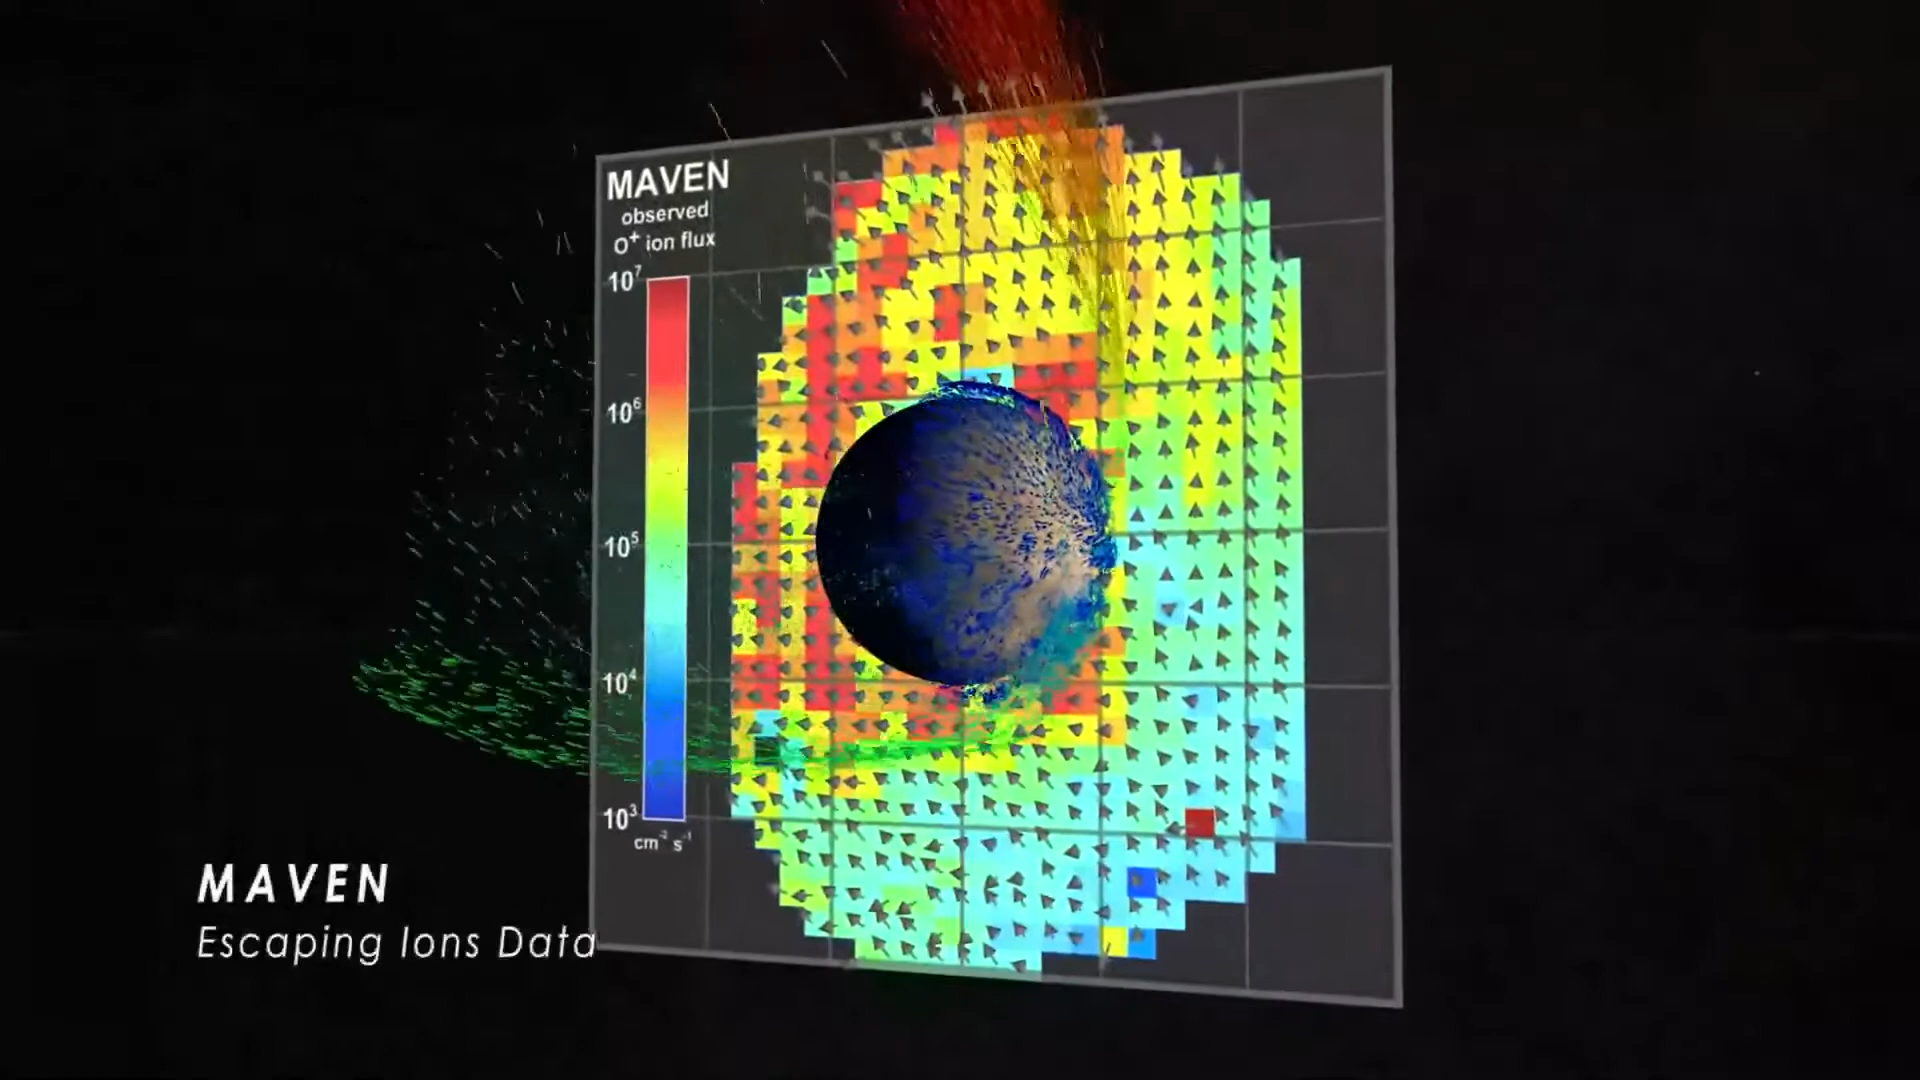 MAVEN
observed
O⁺ ion flux
10⁷
10⁶
10⁵
10⁴
10³
cm⁻² s⁻¹
MAVEN
Escaping Ions Data